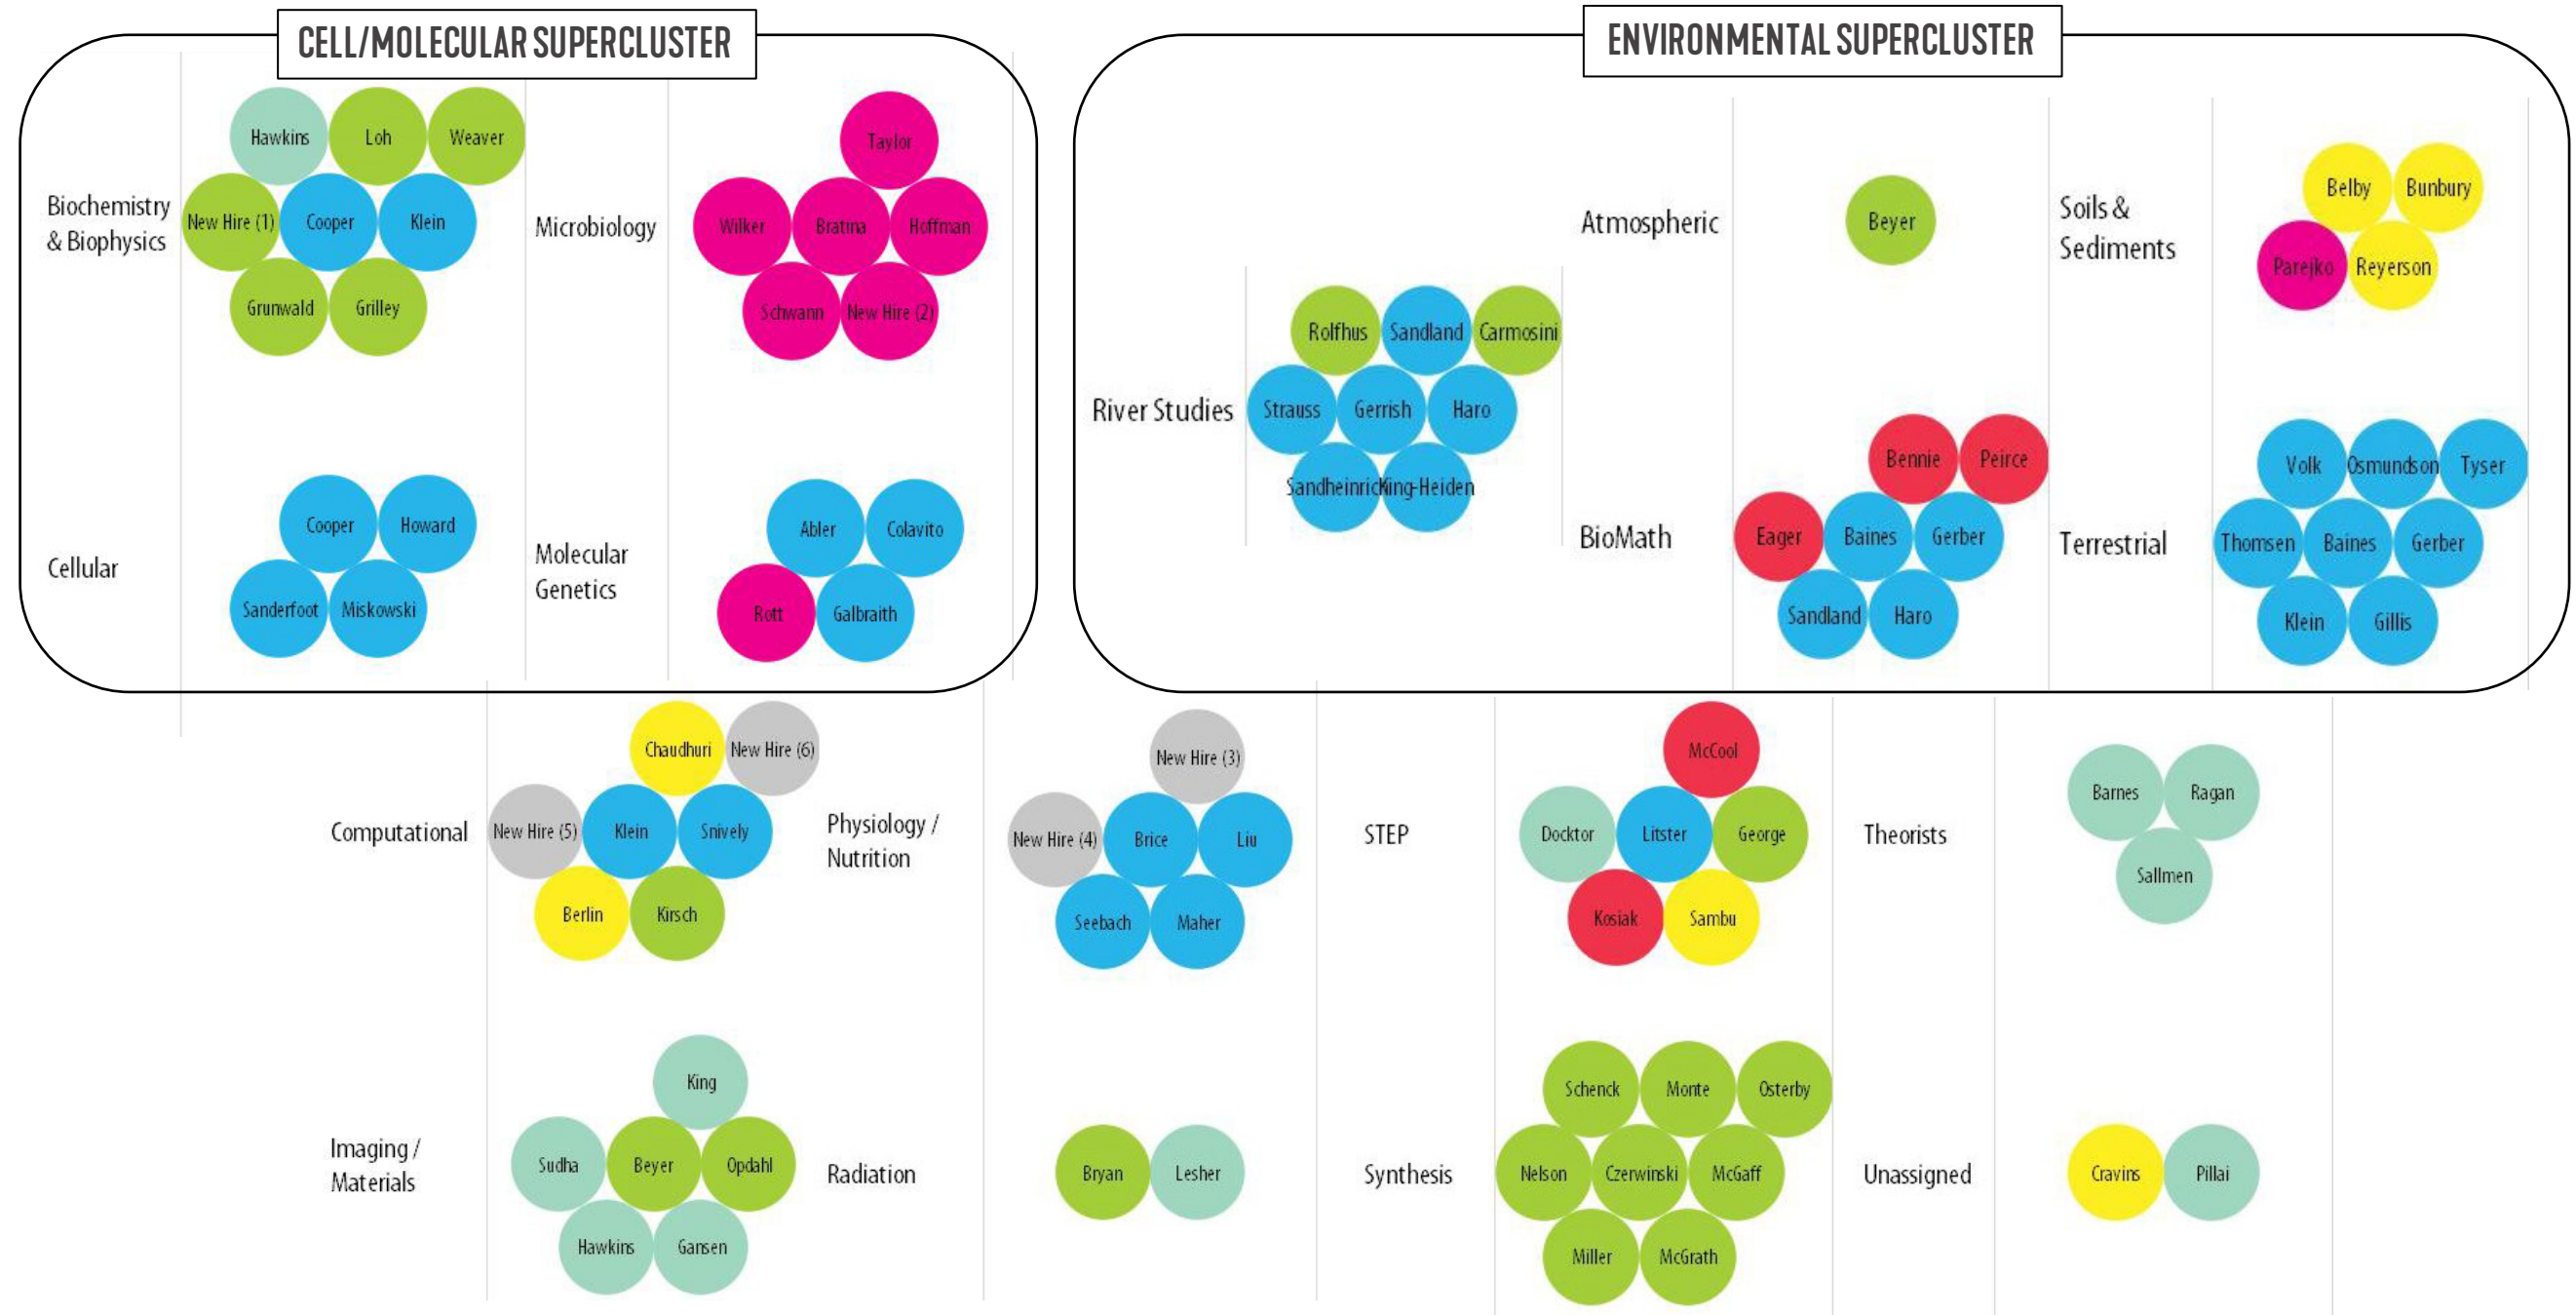 CELL/MOLECULAR SUPERCLUSTER
Biochemistry
& Biophysics
Hawkins
Loh
Weaver
New Hire (1)
Cooper
Klein
Grunwald
Grilley
Microbiology
Taylor
Wilker
Bratina
Hoffman
Schwann
New Hire (2)
Cellular
Cooper
Howard
Sanderfoot
Miskowski
Molecular
Genetics
Abler
Colavito
Rott
Galbraith
ENVIRONMENTAL SUPERCLUSTER
River Studies
Rolfhus
Sandland
Carmosini
Strauss
Gerrish
Haro
Sandheinrich
King-Heiden
Atmospheric
Beyer
Soils &
Sediments
Belby
Bunbury
Parejko
Reyerson
BioMath
Bennie
Peirce
Eager
Baines
Gerber
Sandland
Haro
Terrestrial
Volk
Osmundson
Tyser
Thomsen
Baines
Gerber
Klein
Gillis
Computational
Chaudhuri
New Hire (6)
New Hire (5)
Klein
Snively
Berlin
Kirsch
Physiology /
Nutrition
New Hire (3)
New Hire (4)
Brice
Liu
Seebach
Maher
STEP
McCool
Docktor
Litster
George
Kosiak
Sambu
Theorists
Barnes
Ragan
Sallmen
Imaging /
Materials
King
Sudha
Beyer
Opdahl
Hawkins
Gansen
Radiation
Bryan
Lesher
Synthesis
Schenck
Monte
Osterby
Nelson
Czerwinski
McGaff
Miller
McGrath
Unassigned
Cravins
Pillai